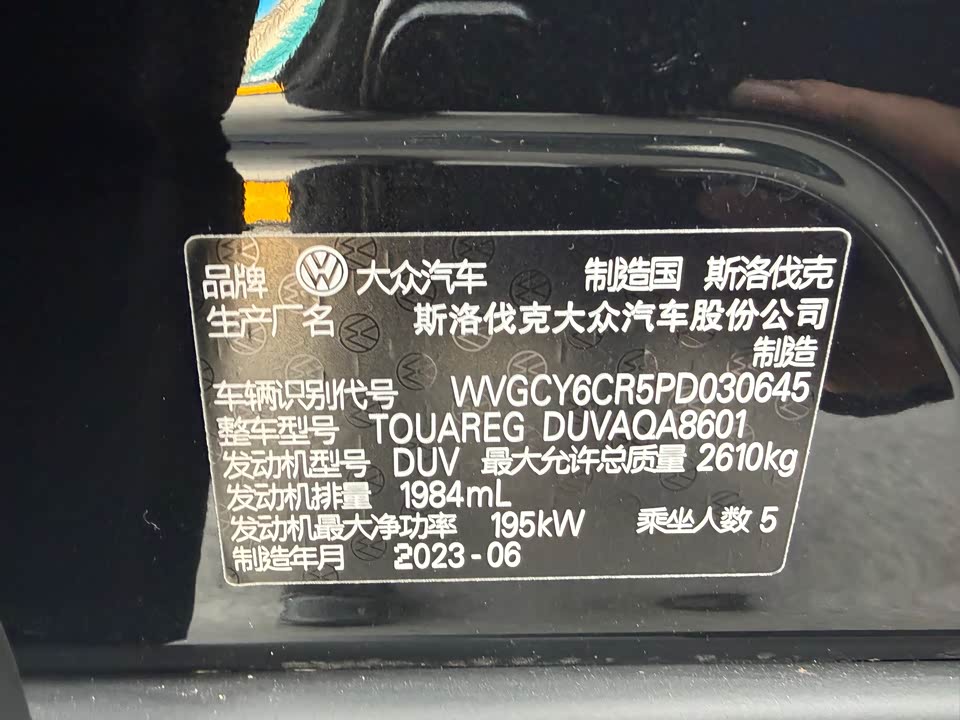 品牌 大众汽车 制造国 斯洛伐克
生产厂名 斯洛伐克大众汽车股份公司
制造
车辆识别代号 WVGCY6CR5PD030645
整车型号 TOUAREG DUVAQA8601
发动机型号 DUV 最大允许总质量 2610kg
发动机排量 1984mL
发动机最大净功率 195kW 乘坐人数 5
制造年月 2023-06